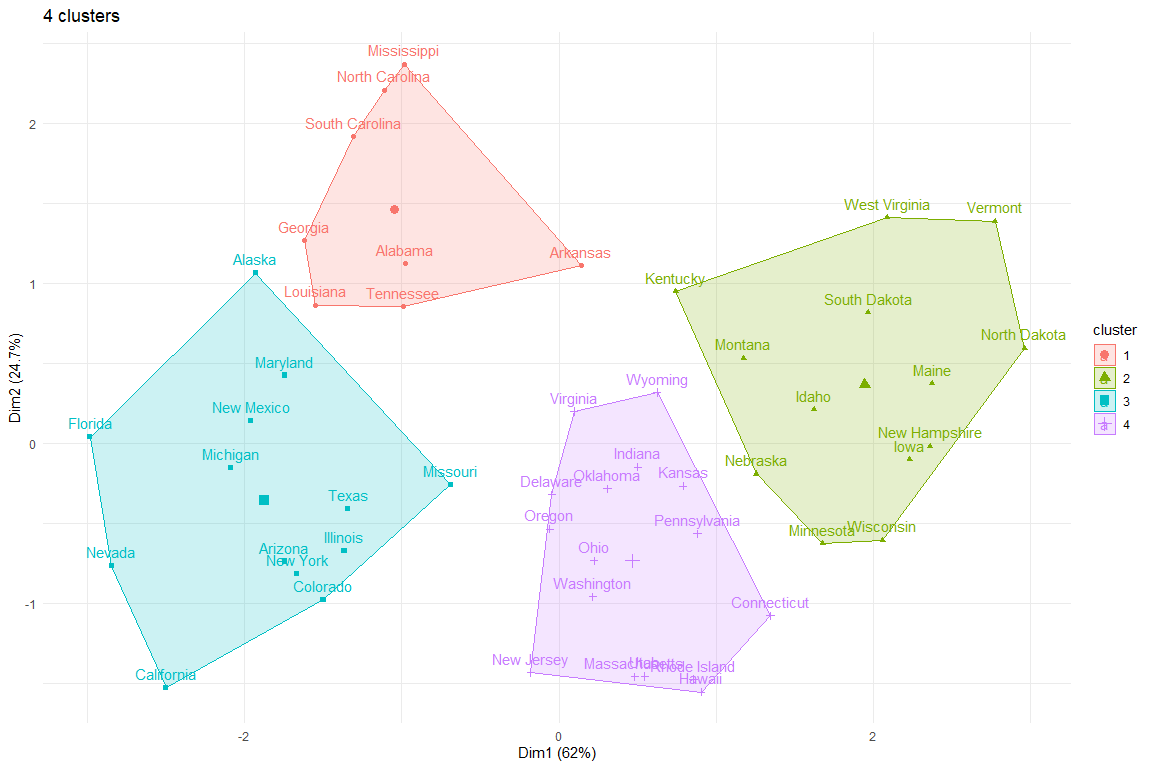 4 clusters
Mississippi
North Carolina
2
South Carolina
West Virginia
Vermont
Georgia
Alabama
Arkansas
Alaska
Kentucky
1
Louisiana
Tennessee
South Dakota
cluster
North Dakota
Montana
1
Maryland
Maine
2
Wyoming
Idaho
3
Virginia
New Mexico
4
Florida
New Hampshire
0
Iowa
Michigan
Indiana
Nebraska
Missouri
Oklahoma
Kansas
Delaware
Texas
Oregon
Pennsylvania
Minnesota
Wisconsin
Illinois
Nevada
Arizona
Ohio
New York
Colorado
Washington
-1
Connecticut
New Jersey
Massachusetts
Utah
Rhode Island
California
Hawaii
Dim2 (24.7%)
-2
0
2
Dim1 (62%)